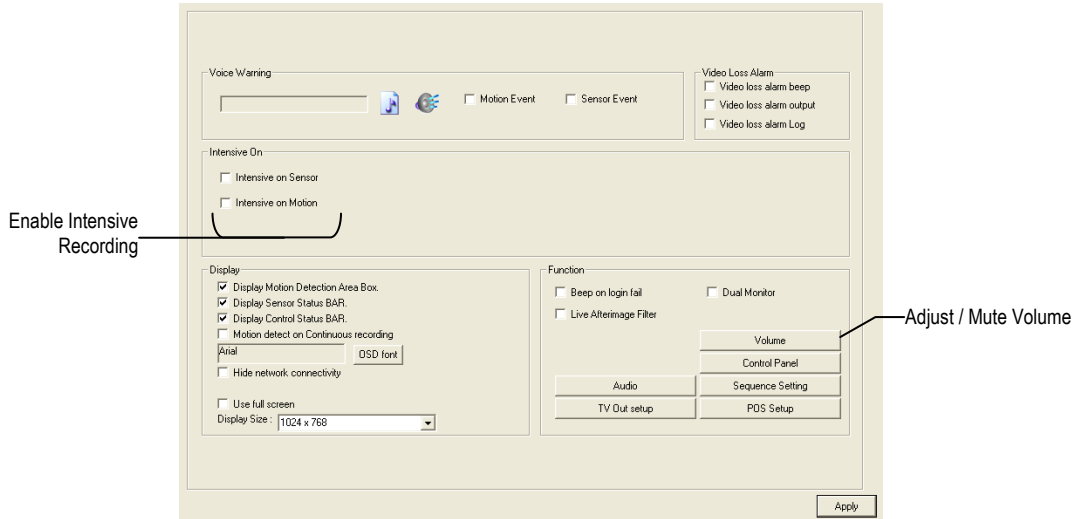 Voice Warning
Motion Event
Sensor Event
Video Loss Alarm
Video loss alarm beep
Video loss alarm output
Video loss alarm Log
Intensive On
Intensive on Sensor
Intensive on Motion
Enable Intensive
Recording
Display
Display Motion Detection Area Box.
Display Sensor Status BAR.
Display Control Status BAR.
Motion detect on Continuous recording
Arial
OSD font
Hide network connectivity
Use full screen
Display Size :
1024 x 768
Function
Beep on login fail
Dual Monitor
Live Afterimage Filter
Volume
Adjust / Mute Volume
Control Panel
Audio
Sequence Setting
TV Out setup
POS Setup
Apply